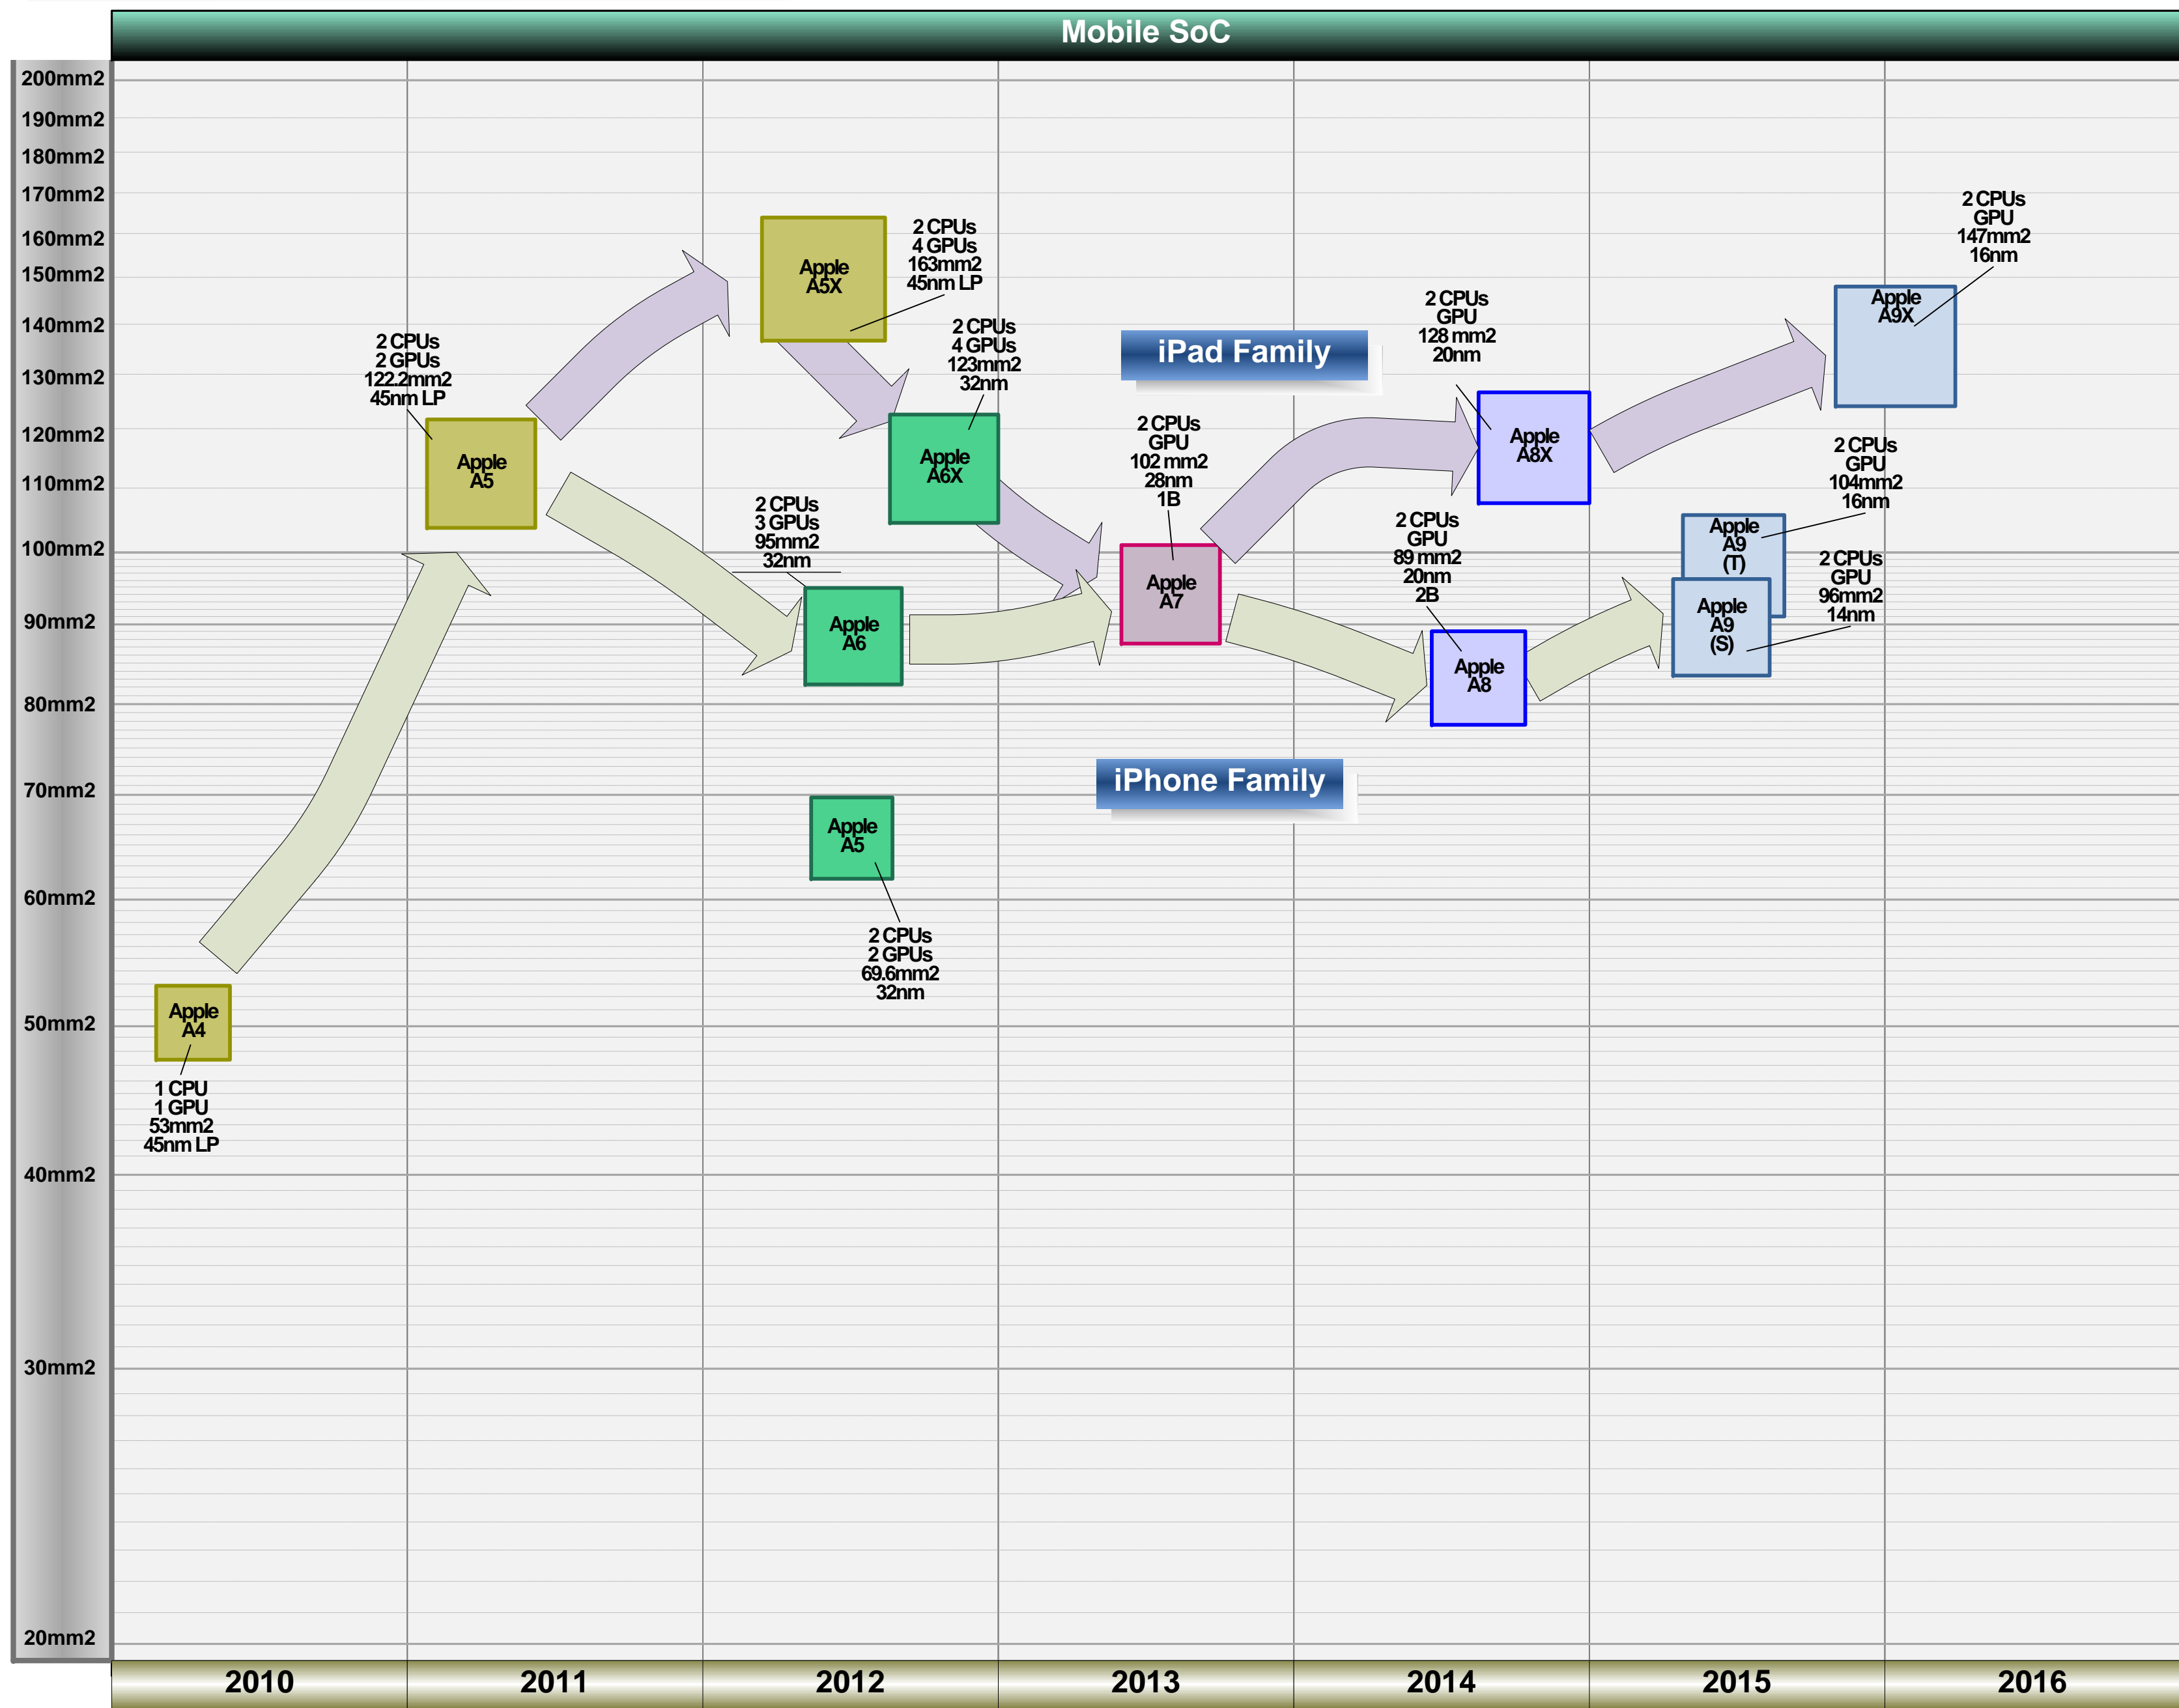 Mobile SoC
200mm2
190mm2
180mm2
170mm2
160mm2
150mm2
140mm2
130mm2
120mm2
110mm2
100mm2
90mm2
80mm2
70mm2
60mm2
50mm2
40mm2
30mm2
20mm2
2 CPUs
GPU
147mm2
16nm
Apple
A9X
2 CPUs
4 GPUs
163mm2
45nm LP
Apple
A5X
2 CPUs
4 GPUs
123mm2
32nm
Apple
A6X
2 CPUs
2 GPUs
122.2mm2
45nm LP
Apple
A5
iPad Family
2 CPUs
GPU
128 mm2
20nm
Apple
A8X
2 CPUs
GPU
102 mm2
28nm
1B
Apple
A7
2 CPUs
GPU
104mm2
16nm
Apple
A9
(T)
2 CPUs
3 GPUs
95mm2
32nm
Apple
A6
2 CPUs
GPU
89 mm2
20nm
2B
Apple
A8
2 CPUs
GPU
96mm2
14nm
Apple
A9
(S)
iPhone Family
Apple
A5
2 CPUs
2 GPUs
69.6mm2
32nm
Apple
A4
1 CPU
1 GPU
53mm2
45nm LP
2010
2011
2012
2013
2014
2015
2016